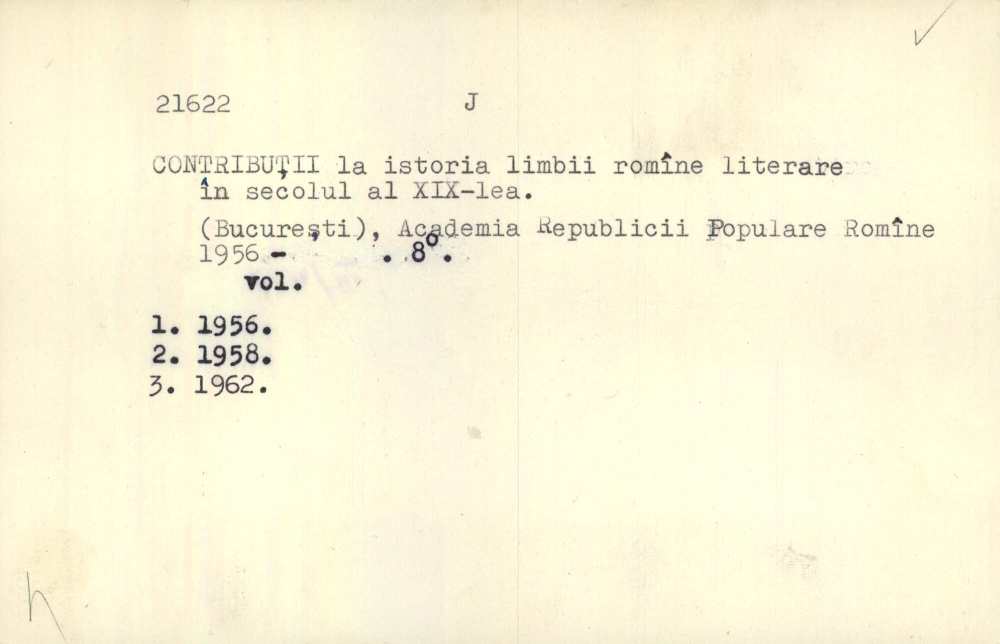 21622 J
CONTRIBUŢII la istoria limbii romîne literare
în secolul al XIX-lea.
(Bucureşti), Academia Republicii Populare Romîne
1956 - . 8º.
vol.
1. 1956.
2. 1958.
3. 1962.
h